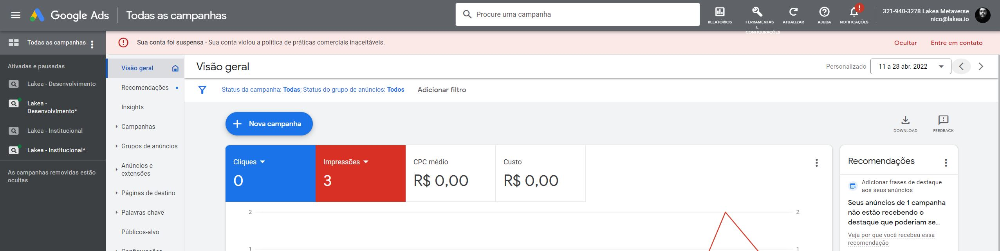 Google Ads
Todas as campanhas
Procure uma campanha
RELATÓRIOS
FERRAMENTAS
E
CONFIGURAÇÕES
ATUALIZAR
AJUDA
!
NOTIFICAÇÕES
321-940-3278 Lakea Metaverse
nico@lakea.io
Todas as campanhas
Sua conta foi suspensa - Sua conta violou a política de práticas comerciais inaceitáveis.
Ocultar
Entre em contato
Ativadas e pausadas
Lakea - Desenvolvimento
Lakea -
Desenvolvimento*
Lakea - Institucional
Lakea - Institucional*
As campanhas removidas estão
ocultas
Visão geral
Recomendações
Insights
Campanhas
Grupos de anúncios
Anúncios e
extensões
Páginas de destino
Palavras-chave
Públicos-alvo
Configurações
Visão geral
Personalizado
11 a 28 abr. 2022
Status da campanha: Todas; Status do grupo de anúncios: Todos
Adicionar filtro
Nova campanha
DOWNLOAD
FEEDBACK
Cliques
0
Impressões
3
CPC médio
R$ 0,00
Custo
R$ 0,00
2
2
1
1
Recomendações
Adicionar frases de destaque
aos seus anúncios
Seus anúncios de 1 campanha
não estão recebendo o
destaque que poderiam se...
Veja por que você recebeu essa
recomendação